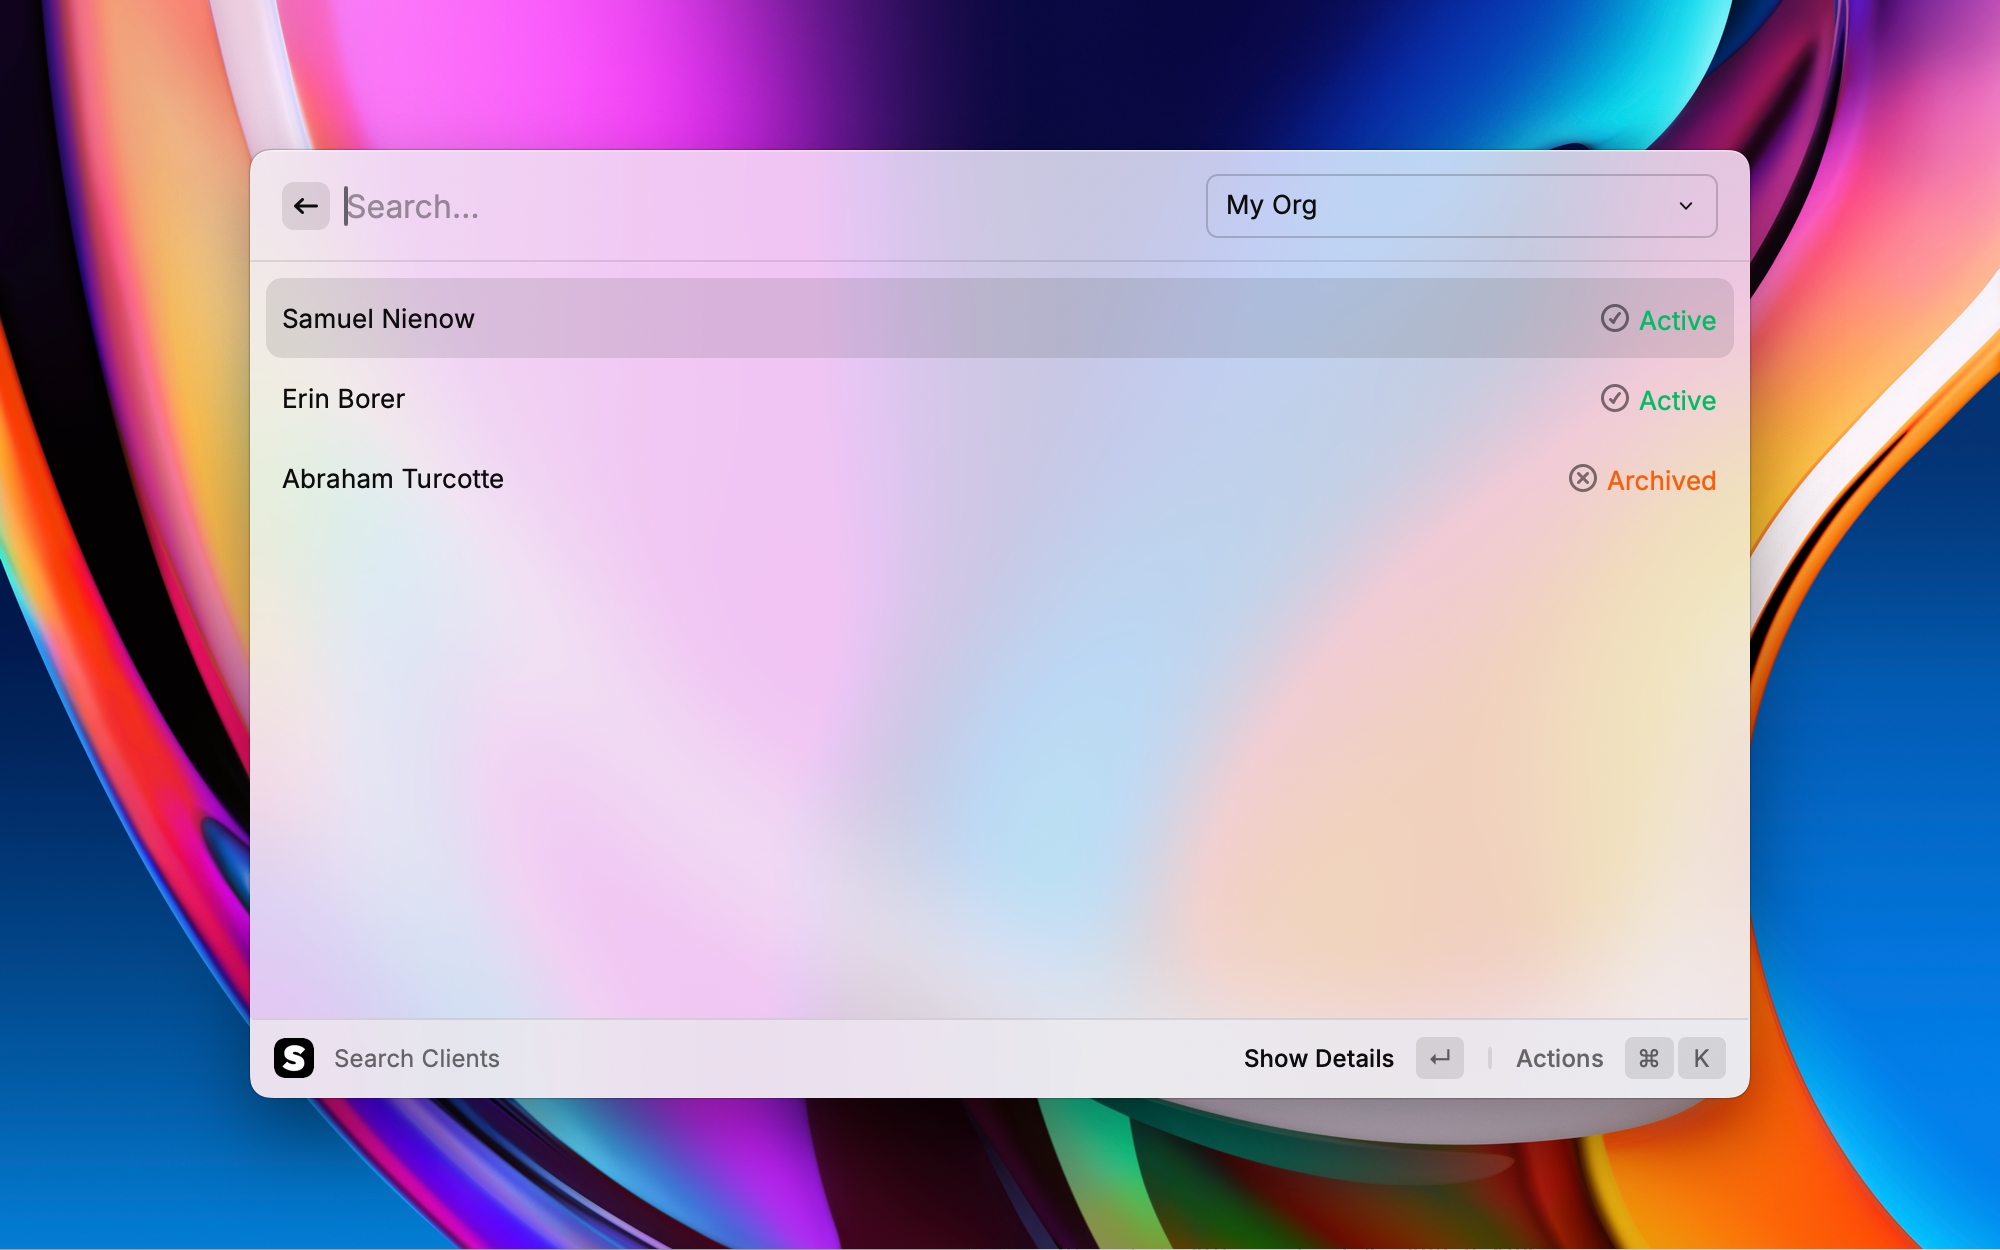 Search...
My Org
Samuel Nienow
Active
Erin Borer
Active
Abraham Turcotte
Archived
S
Search Clients
Show Details
Actions
⌘ K